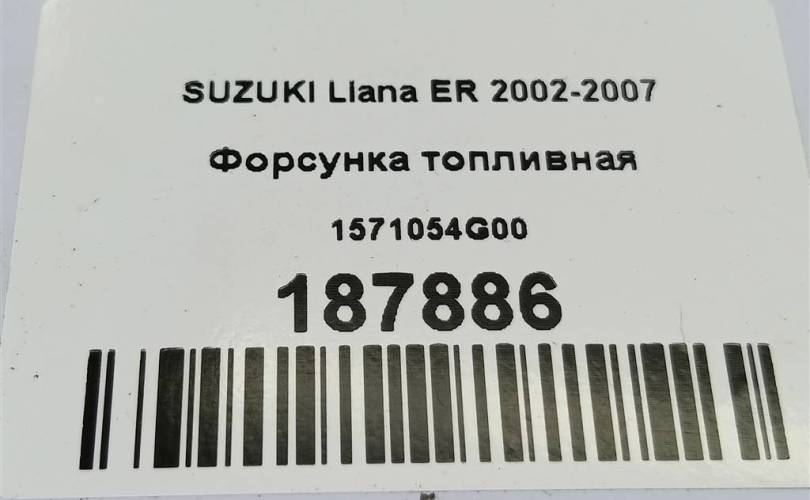 SUZUKI Liana ER 2002-2007
Форсунка топливная
1571054G00
187886